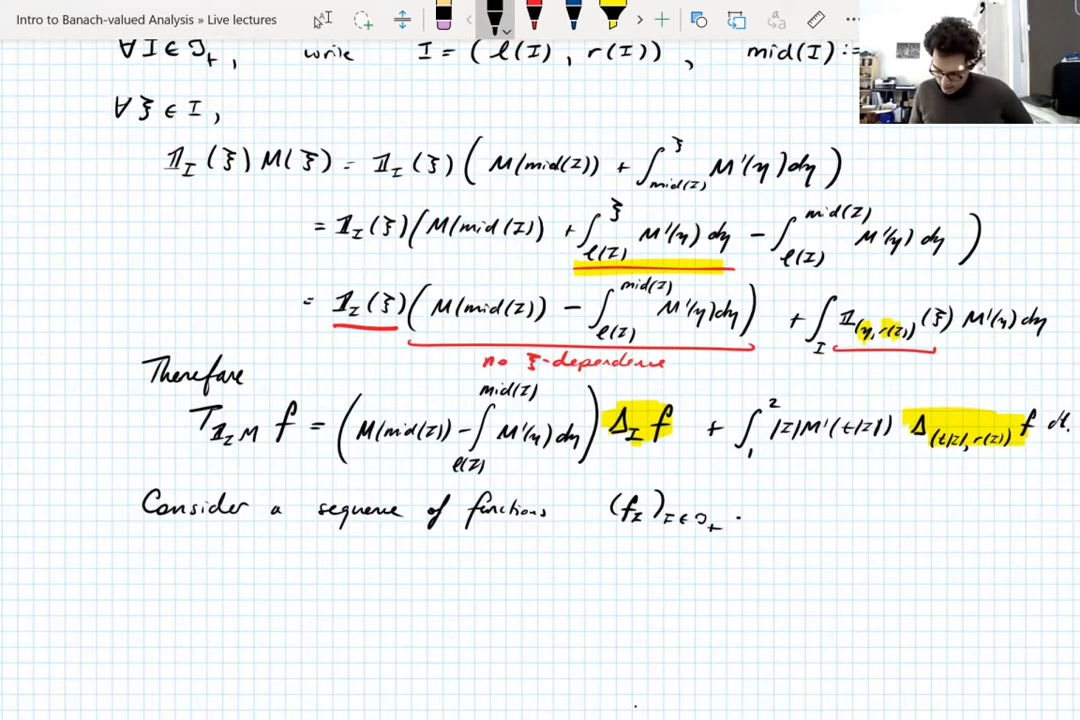 Intro to Banach-valued Analysis » Live lectures
∀ I ∈ ℑ₊, write I = (ℓ(I), r(I)), mid(I) :=
∀ ξ ∈ I,
𝟙_I(ξ) M(ξ) = 𝟙_I(ξ) ( M(mid(I)) + ∫_{mid(I)}^{ξ} M'(η) dη )
= 𝟙_I(ξ) ( M(mid(I)) + ∫_{ℓ(I)}^{ξ} M'(η) dη − ∫_{ℓ(I)}^{mid(I)} M'(η) dη )
= 𝟙_I(ξ) ( M(mid(I)) − ∫_{ℓ(I)}^{mid(I)} M'(η) dη ) + ∫_I 𝟙_{(η, r(I))}(ξ) M'(η) dη
no ξ-dependence
Therefore
T_{𝟙_I M} f = ( M(mid(I)) − ∫_{ℓ(I)}^{mid(I)} M'(η) dη ) Δ_I f + ∫_1^2 |I| M'(t|I|) Δ_{(t|I|, r(I))} f dt.
Consider a sequence of functions (f_I)_{I ∈ ℑ₊}.